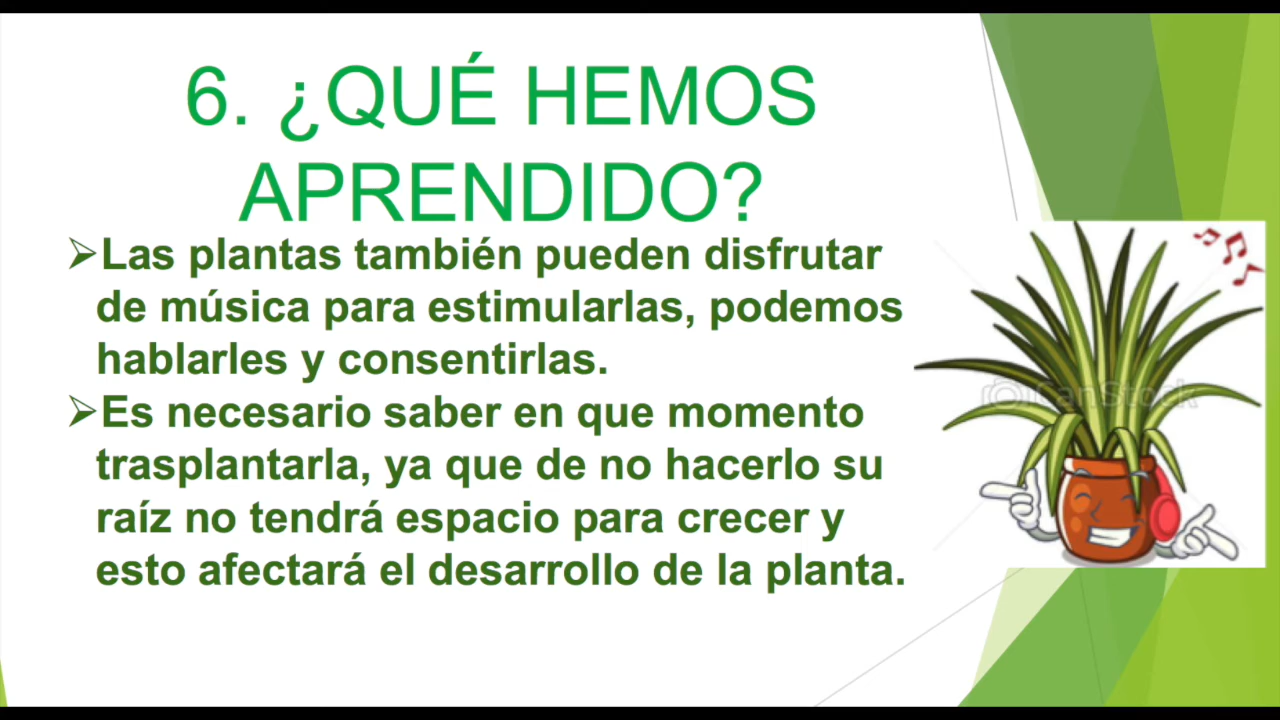 6. ¿QUÉ HEMOS
APRENDIDO?
➢Las plantas también pueden disfrutar
de música para estimularlas, podemos
hablarles y consentirlas.
➢Es necesario saber en que momento
trasplantarla, ya que de no hacerlo su
raíz no tendrá espacio para crecer y
esto afectará el desarrollo de la planta.
CanStock